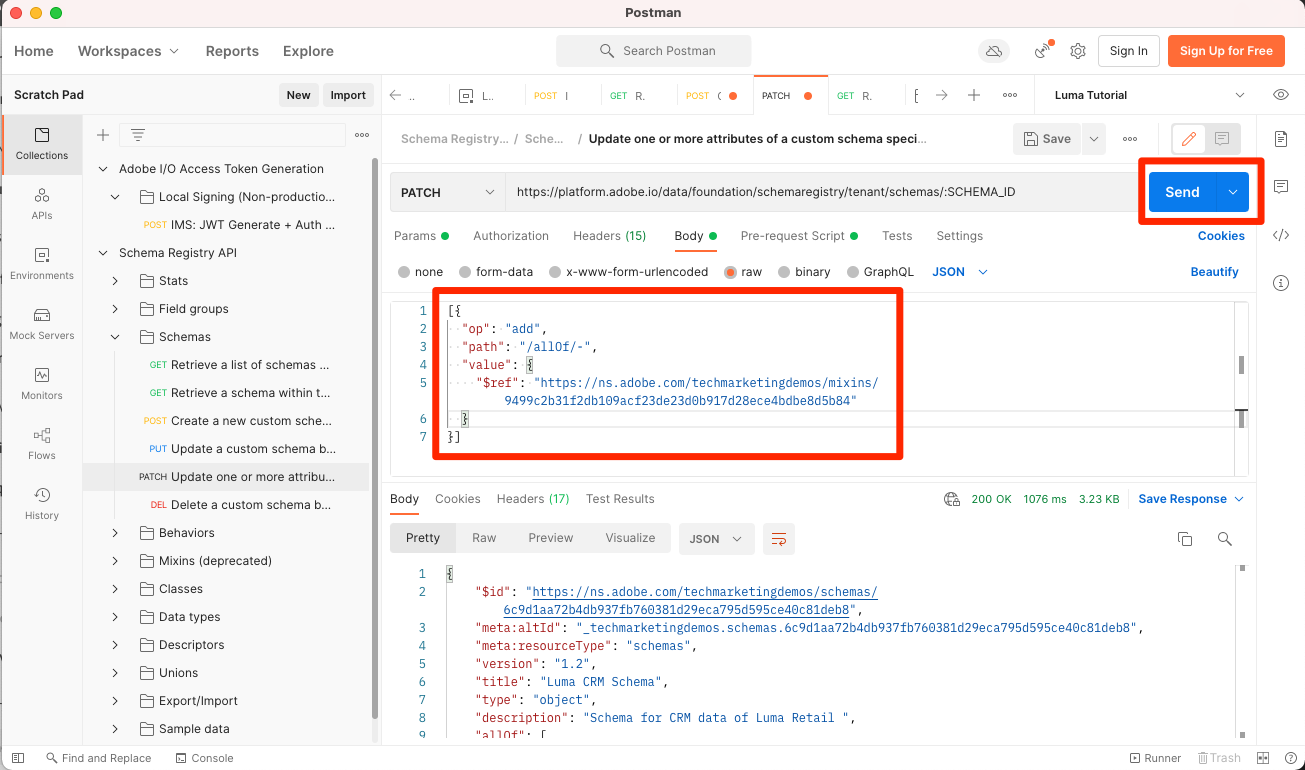 Postman
Home Workspaces Reports Explore Search Postman Sign In Sign Up for Free
Scratch Pad New Import
.. L.. POST I GET R. POST GET R. PATCH
Luma Tutorial
Collections
APIs
Environments
Mock Servers
Monitors
Flows
History
Adobe I/O Access Token Generation
Local Signing (Non-productio...
POST IMS: JWT Generate + Auth ...
Schema Registry API
Stats
Field groups
Schemas
GET Retrieve a list of schemas ...
GET Retrieve a schema within t...
POST Create a new custom sche...
PUT Update a custom schema b...
PATCH Update one or more attribu...
DEL Delete a custom schema b...
Behaviors
Mixins (deprecated)
Classes
Data types
Descriptors
Unions
Export/Import
Sample data
Schema Registry... / Sche... / Update one or more attributes of a custom schema speci... Save
PATCH https://platform.adobe.io/data/foundation/schemaregistry/tenant/schemas/:SCHEMA_ID Send
Params Authorization Headers (15) Body Pre-request Script Tests Settings Cookies
none form-data x-www-form-urlencoded raw binary GraphQL JSON Beautify
1 [{
2 "op": "add",
3 "path": "/allOf/-",
4 "value": {
5 "$ref": "https://ns.adobe.com/techmarketingdemos/mixins/
9499c2b31f2db109acf23de23d0b917d28ece4bdbe8d5b84"
6 }
7 }]
Body Cookies Headers (17) Test Results 200 OK 1076 ms 3.23 KB Save Response
Pretty Raw Preview Visualize JSON
1 {
2 "$id": "https://ns.adobe.com/techmarketingdemos/schemas/
6c9d1aa72b4db937fb760381d29eca795d595ce40c81deb8",
3 "meta:altId": "_techmarketingdemos.schemas.6c9d1aa72b4db937fb760381d29eca795d595ce40c81deb8",
4 "meta:resourceType": "schemas",
5 "version": "1.2",
6 "title": "Luma CRM Schema",
7 "type": "object",
8 "description": "Schema for CRM data of Luma Retail ",
9 "allOf": [
Find and Replace Console Runner Trash